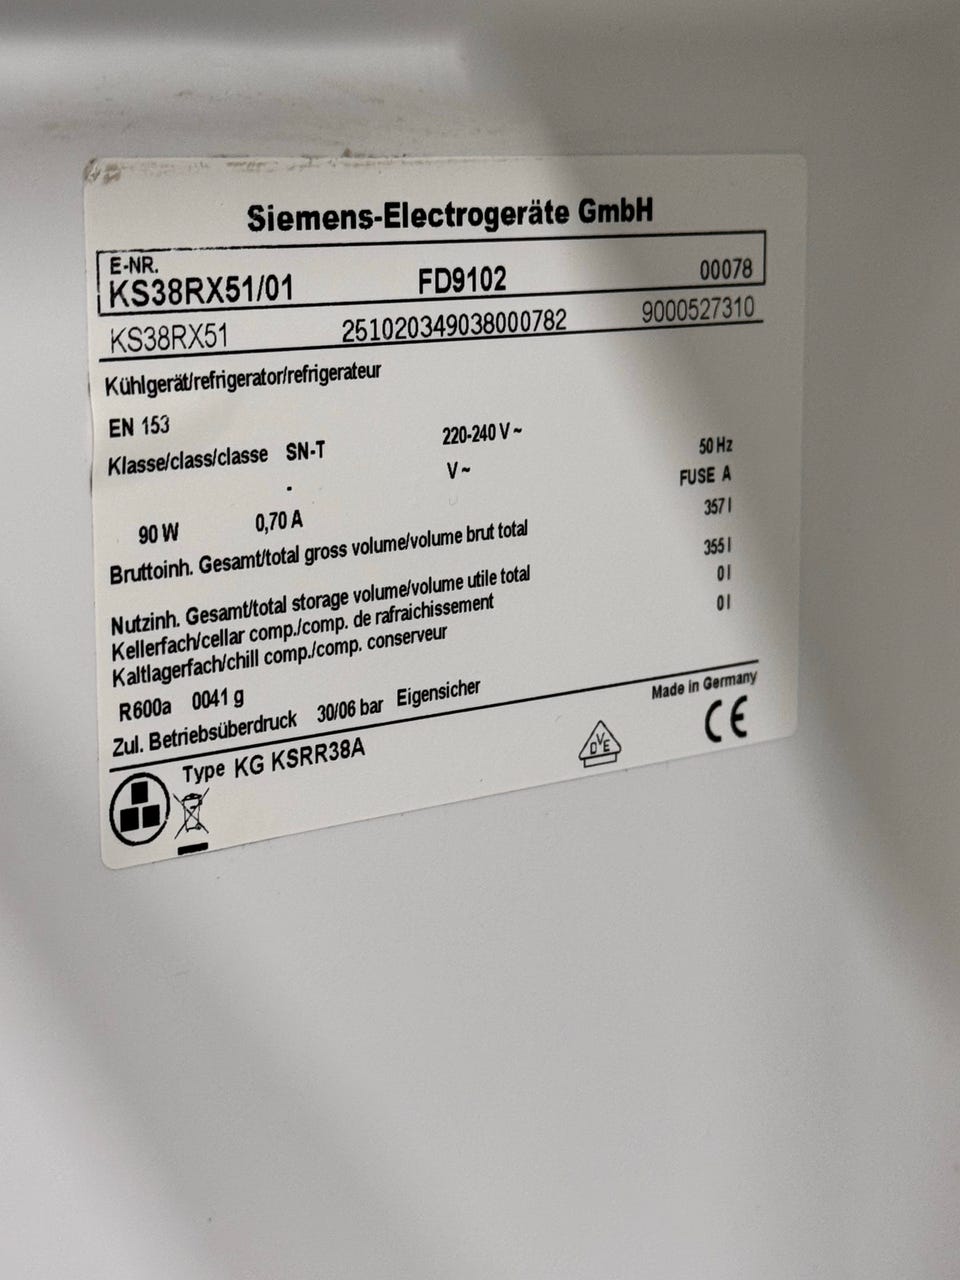 Siemens-Electrogeräte GmbH
E-NR.
KS38RX51/01 FD9102 00078
KS38RX51 251020349038000782 9000527310
Kühlgerät/refrigerator/refrigerateur
EN 153
Klasse/class/classe SN-T 220-240 V ~ 50 Hz
. V ~ FUSE A
90 W 0,70 A
Bruttoinh. Gesamt/total gross volume/volume brut total 357 l
Nutzinh. Gesamt/total storage volume/volume utile total 355 l
Kellerfach/cellar comp./comp. de rafraichissement 0 l
Kaltlagerfach/chill comp./comp. conserveur 0 l
R600a 0041 g
Zul. Betriebsüberdruck 30/06 bar Eigensicher
Made in Germany
Type KG KSRR38A
DVE
CE